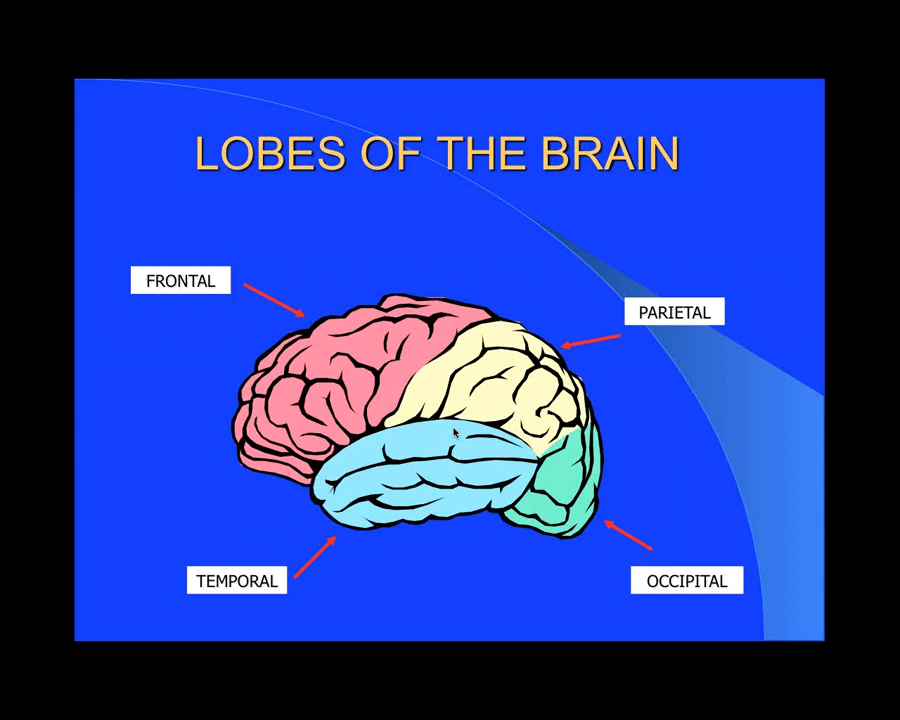 LOBES OF THE BRAIN
FRONTAL
PARIETAL
TEMPORAL
OCCIPITAL